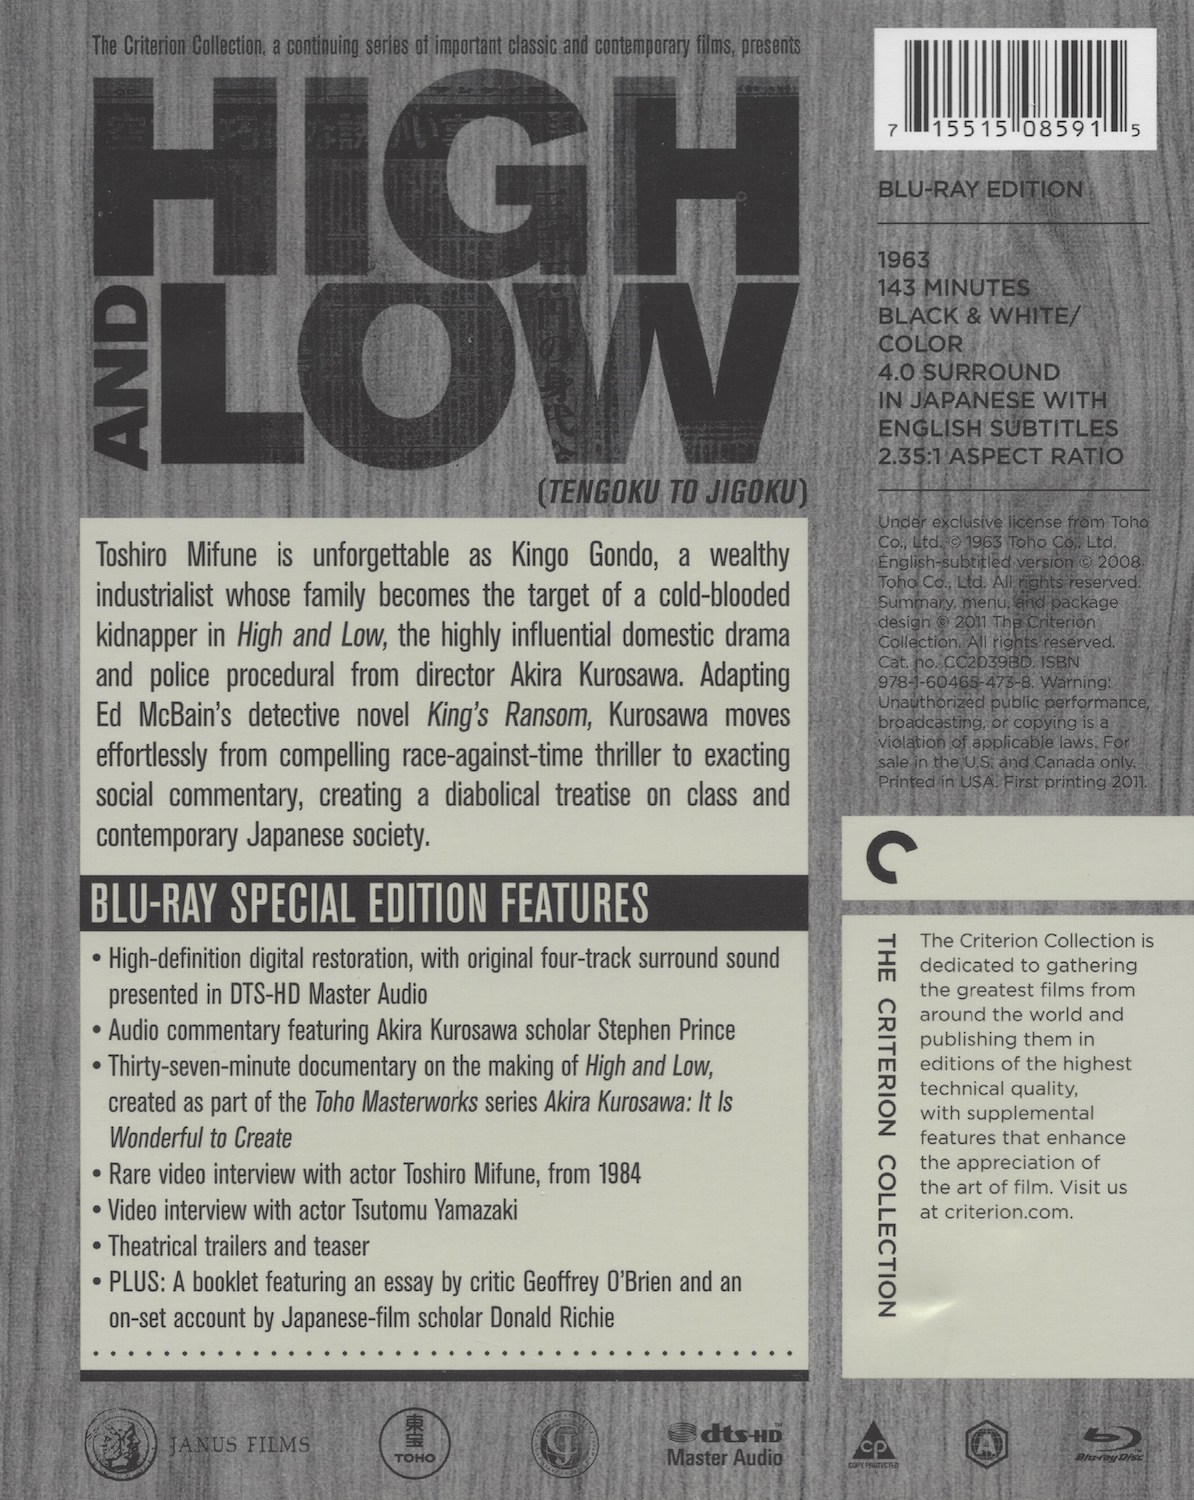 The Criterion Collection, a continuing series of important classic and contemporary films, presents
HIGH
AND
LOW
(TENGOKU TO JIGOKU)
Toshiro Mifune is unforgettable as Kingo Gondo, a wealthy
industrialist whose family becomes the target of a cold-blooded
kidnapper in High and Low, the highly influential domestic drama
and police procedural from director Akira Kurosawa. Adapting
Ed McBain's detective novel King's Ransom, Kurosawa moves
effortlessly from compelling race-against-time thriller to exacting
social commentary, creating a diabolical treatise on class and
contemporary Japanese society.
BLU-RAY SPECIAL EDITION FEATURES
• High-definition digital restoration, with original four-track surround sound
presented in DTS-HD Master Audio
• Audio commentary featuring Akira Kurosawa scholar Stephen Prince
• Thirty-seven-minute documentary on the making of High and Low,
created as part of the Toho Masterworks series Akira Kurosawa: It Is
Wonderful to Create
• Rare video interview with actor Toshiro Mifune, from 1984
• Video interview with actor Tsutomu Yamazaki
• Theatrical trailers and teaser
• PLUS: A booklet featuring an essay by critic Geoffrey O'Brien and an
on-set account by Japanese-film scholar Donald Richie
7 15515 08591 5
BLU-RAY EDITION
1963
143 MINUTES
BLACK & WHITE/
COLOR
4.0 SURROUND
IN JAPANESE WITH
ENGLISH SUBTITLES
2.35:1 ASPECT RATIO
Under exclusive license from Toho
Co., Ltd. © 1963 Toho Co., Ltd.
English-subtitled version © 2008
Toho Co., Ltd. All rights reserved.
Summary, menu, and package
design © 2011 The Criterion
Collection. All rights reserved.
Cat. no. CC2039BD. ISBN
978-1-60465-473-8. Warning:
Unauthorized public performance,
broadcasting, or copying is a
violation of applicable laws. For
sale in the U.S. and Canada only.
Printed in USA. First printing 2011.
THE CRITERION COLLECTION
The Criterion Collection is
dedicated to gathering
the greatest films from
around the world and
publishing them in
editions of the highest
technical quality,
with supplemental
features that enhance
the appreciation of
the art of film. Visit us
at criterion.com.
JANUS FILMS
東宝
TOHO
dts-HD
Master Audio
CP
COPY PROTECTED
A
Blu-ray Disc